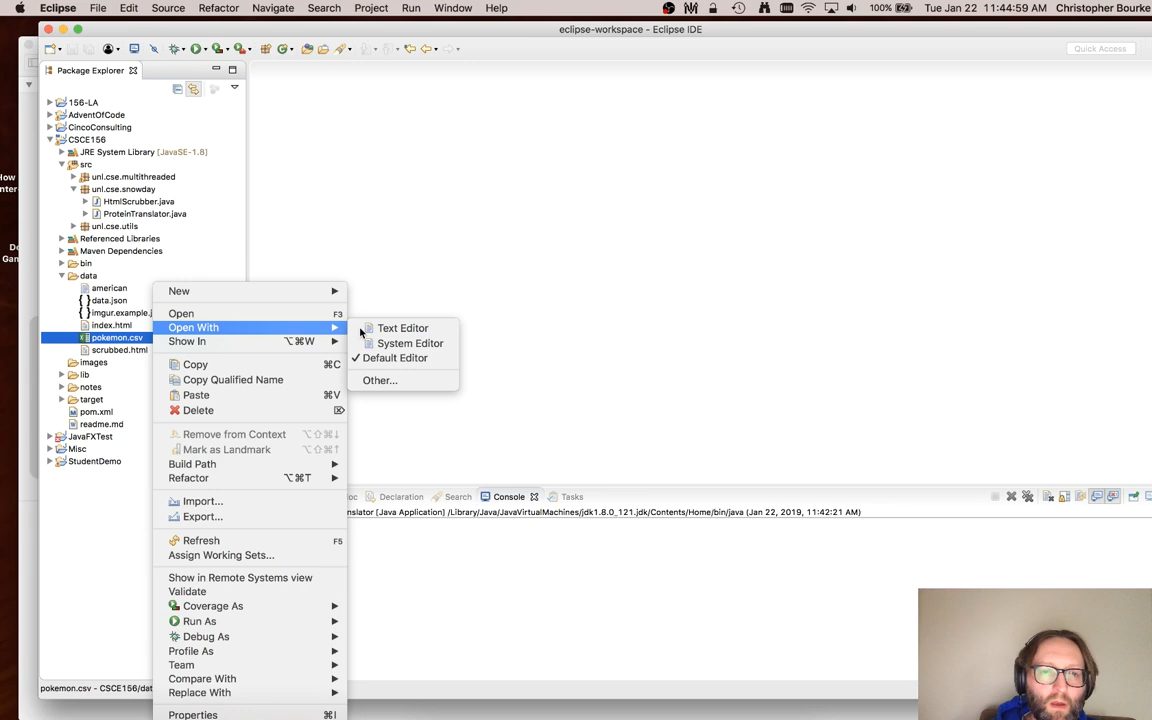 Eclipse File Edit Source Refactor Navigate Search Project Run Window Help 100% Tue Jan 22 11:44:59 AM Christopher Bourke
eclipse-workspace - Eclipse IDE
Quick Access
Package Explorer
156-LA
AdventOfCode
CincoConsulting
CSCE156
JRE System Library [JavaSE-1.8]
src
unl.cse.multithreaded
unl.cse.snowday
HtmlScrubber.java
ProteinTranslator.java
unl.cse.utils
Referenced Libraries
Maven Dependencies
bin
data
american
data.json
imgur.example.j
index.html
pokemon.csv
scrubbed.html
images
lib
notes
target
pom.xml
readme.md
JavaFXTest
Misc
StudentDemo
New
Open F3
Open With
Show In ⌥⌘W
Copy ⌘C
Copy Qualified Name
Paste ⌘V
Delete ⌦
Remove from Context ⌥⇧⌘↓
Mark as Landmark ⌥⇧⌘↑
Build Path
Refactor ⌥⌘T
Import...
Export...
Refresh F5
Assign Working Sets...
Show in Remote Systems view
Validate
Coverage As
Run As
Debug As
Profile As
Team
Compare With
Replace With
Properties ⌘I
Text Editor
System Editor
✓ Default Editor
Other...
oc Declaration Search Console Tasks
nslator [Java Application] /Library/Java/JavaVirtualMachines/jdk1.8.0_121.jdk/Contents/Home/bin/java (Jan 22, 2019, 11:42:21 AM)
pokemon.csv - CSCE156/dat
How
nter
Do
Gam